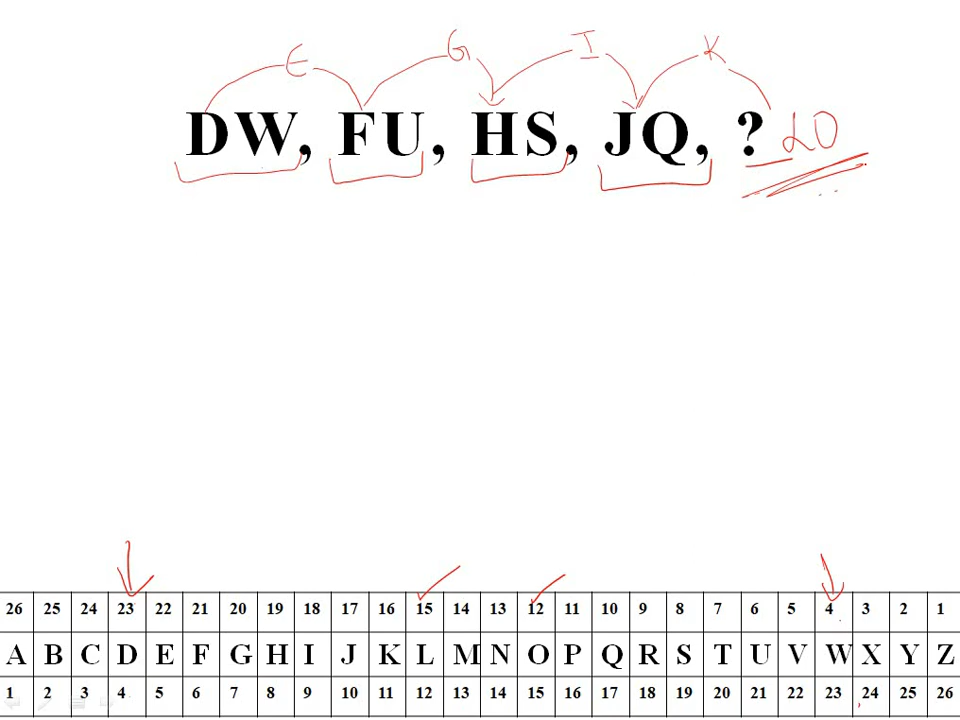 E G I K
DW, FU, HS, JQ, ? LO
26 25 24 23 22 21 20 19 18 17 16 15 14 13 12 11 10 9 8 7 6 5 4 3 2 1
A B C D E F G H I J K L M N O P Q R S T U V W X Y Z
1 2 3 4 5 6 7 8 9 10 11 12 13 14 15 16 17 18 19 20 21 22 23 24 25 26